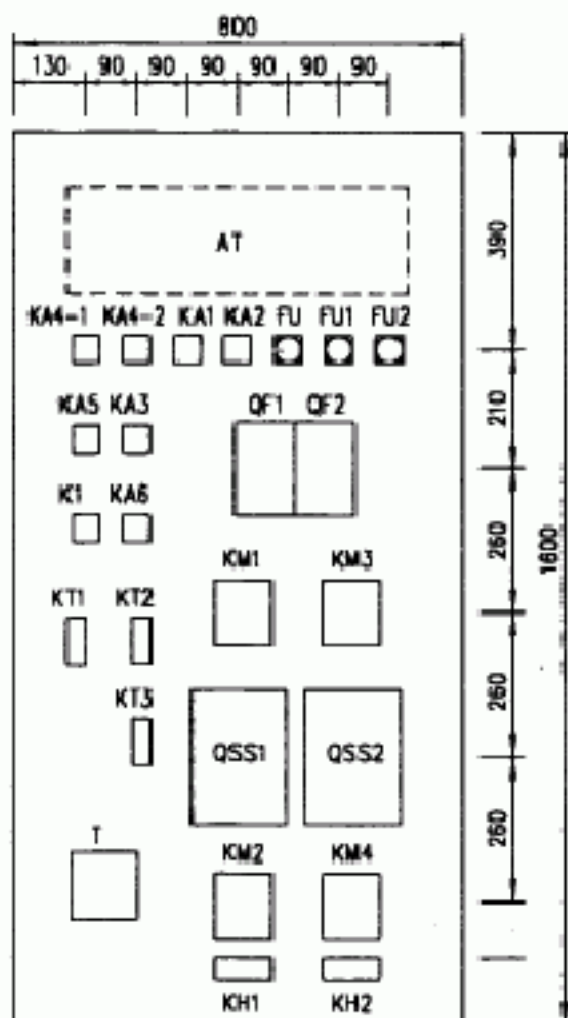 800
130 90 90 90 90 90 90
AT
390
KA4-1 KA4-2 KA1 KA2 FU FU1 FU2
KA5 KA3 QF1 QF2
210
K1 KA6
260
1600
KM1 KM3
KT1 KT2
260
KT3
QSS1 QSS2
260
T
KM2 KM4
KH1 KH2